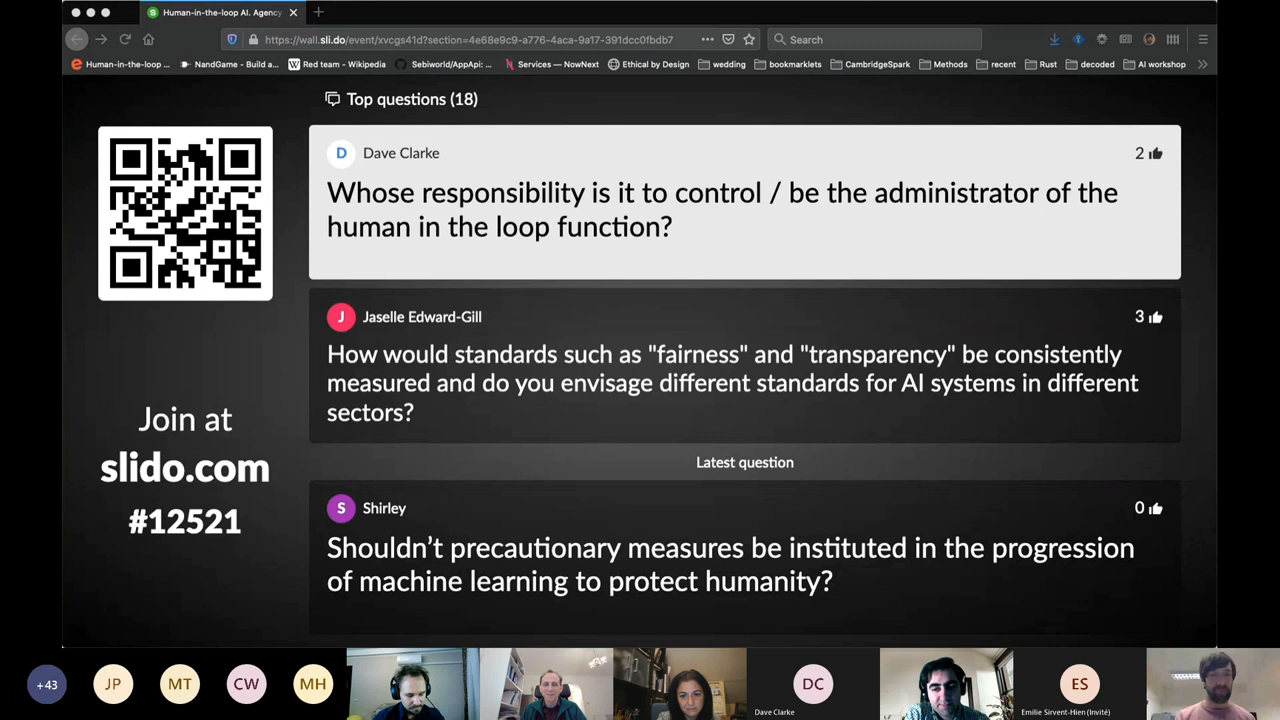 Human-in-the-loop AI. Agency
https://wall.sli.do/event/xvcgs41d?section=4e68e9c9-a776-4aca-9a17-391dcc0fbdb7
Search
Human-in-the-loop ...
NandGame - Build a...
Red team - Wikipedia
Sebiworld/AppApi: ...
Services — NowNext
Ethical by Design
wedding
bookmarklets
CambridgeSpark
Methods
recent
Rust
decoded
AI workshop
Top questions (18)
D
Dave Clarke
2
Whose responsibility is it to control / be the administrator of the
human in the loop function?
J
Jaselle Edward-Gill
3
How would standards such as "fairness" and "transparency" be consistently
measured and do you envisage different standards for AI systems in different
sectors?
Join at
slido.com
#12521
Latest question
S
Shirley
0
Shouldn’t precautionary measures be instituted in the progression
of machine learning to protect humanity?
+43
JP
MT
CW
MH
DC
Dave Clarke
ES
Emilie Sirvent-Hien (Invité)